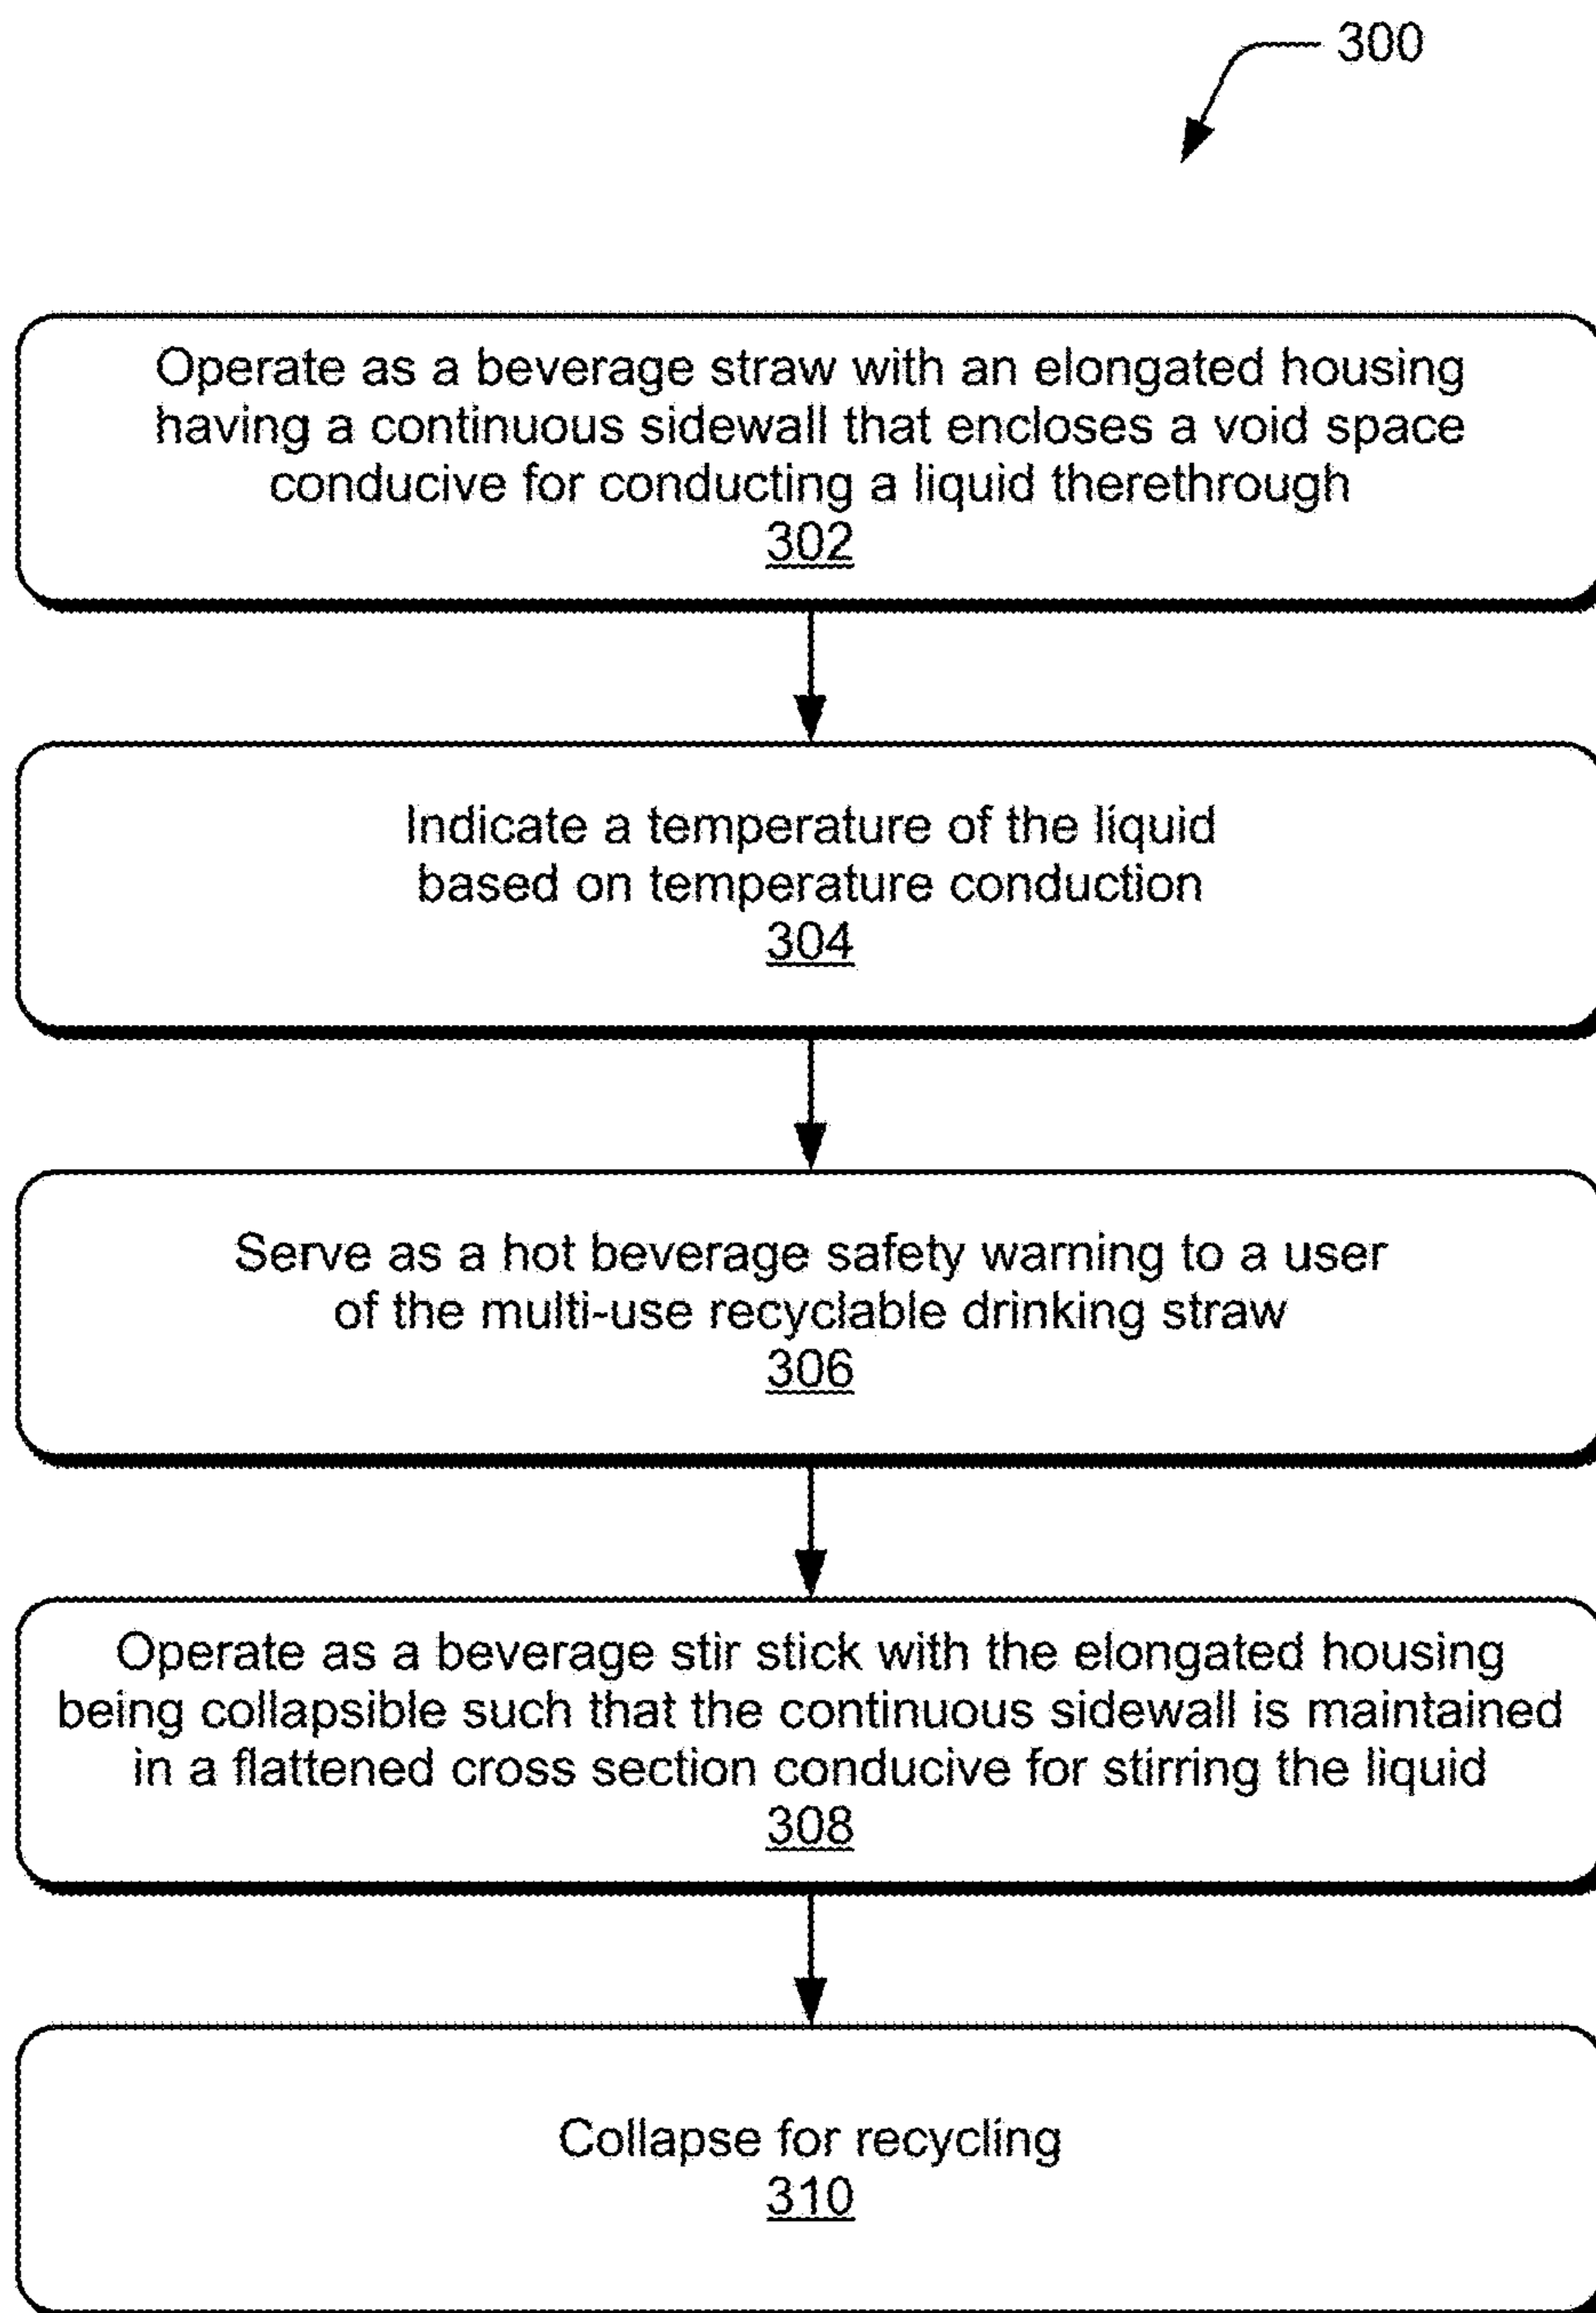 300
Operate as a beverage straw with an elongated housing
having a continuous sidewall that encloses a void space
conducive for conducting a liquid therethrough
302
Indicate a temperature of the liquid
based on temperature conduction
304
Serve as a hot beverage safety warning to a user
of the multi-use recyclable drinking straw
306
Operate as a beverage stir stick with the elongated housing
being collapsible such that the continuous sidewall is maintained
in a flattened cross section conducive for stirring the liquid
308
Collapse for recycling
310